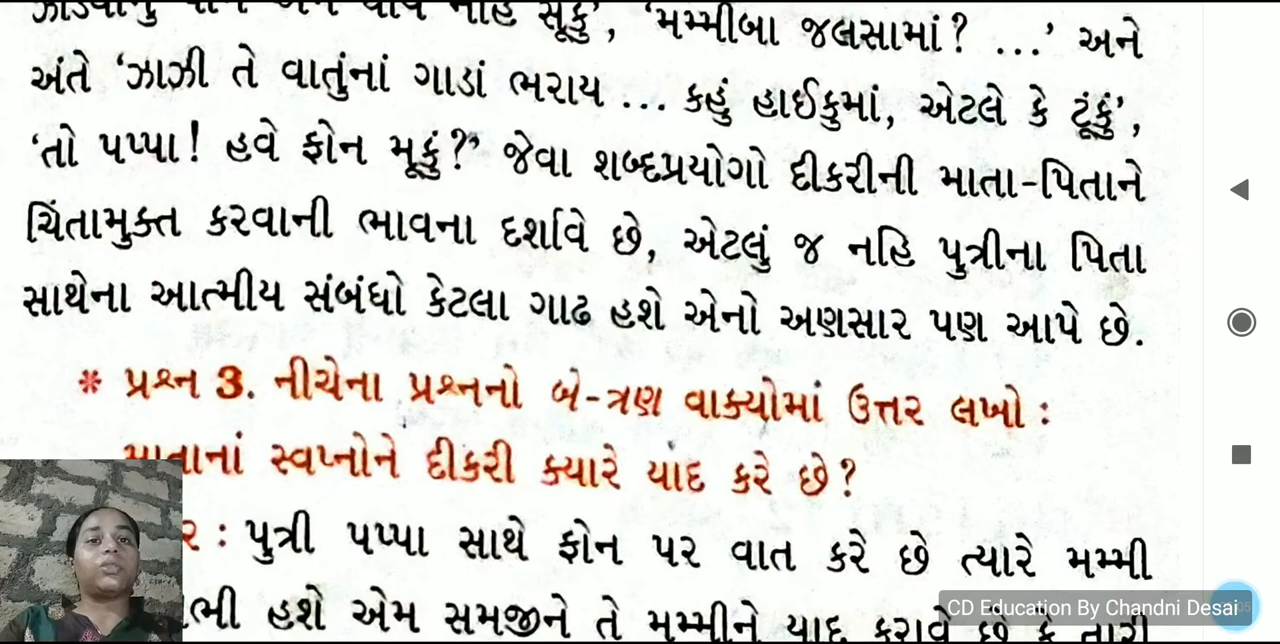 નહિ સૂકું', 'મમ્મીબા જલસામાં? ...' અને
અંતે 'ઝાઝી તે વાતુંનાં ગાડાં ભરાય ... કહું હાઈકુમાં, એટલે કે ટૂંકું',
'તો પપ્પા! હવે ફોન મૂકું?' જેવા શબ્દપ્રયોગો દીકરીની માતા-પિતાને
ચિંતામુક્ત કરવાની ભાવના દર્શાવે છે, એટલું જ નહિ પુત્રીના પિતા
સાથેના આત્મીય સંબંધો કેટલા ગાઢ હશે એનો અણસાર પણ આપે છે.
* પ્રશ્ન 3. નીચેના પ્રશ્નનો બે-ત્રણ વાક્યોમાં ઉત્તર લખો :
માતાનાં સ્વપ્નોને દીકરી ક્યારે યાદ કરે છે?
ર : પુત્રી પપ્પા સાથે ફોન પર વાત કરે છે ત્યારે મમ્મી
ભી હશે એમ સમજીને તે મમ્મીને યાદ કરાવે છે કે તારી
CD Education By Chandni Desai